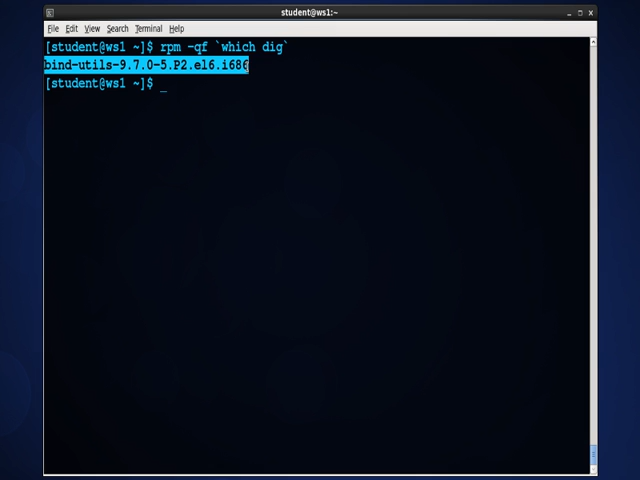 student@ws1:~
File Edit View Search Terminal Help
[student@ws1 ~]$ rpm -qf `which dig`
bind-utils-9.7.0-5.P2.el6.i686
[student@ws1 ~]$ _